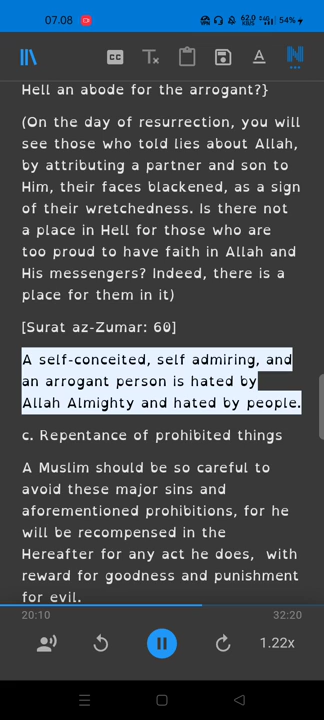 07.08
62.0
54%
CC
Hell an abode for the arrogant?}
(On the day of resurrection, you will
see those who told lies about Allah,
by attributing a partner and son to
Him, their faces blackened, as a sign
of their wretchedness. Is there not
a place in Hell for those who are
too proud to have faith in Allah and
His messengers? Indeed, there is a
place for them in it)
[Surat az-Zumar: 60]
A self-conceited, self admiring, and
an arrogant person is hated by
Allah Almighty and hated by people.
c. Repentance of prohibited things
A Muslim should be so careful to
avoid these major sins and
aforementioned prohibitions, for he
will be recompensed in the
Hereafter for any act he does, with
reward for goodness and punishment
for evil.
20:10 32:20
1.22x